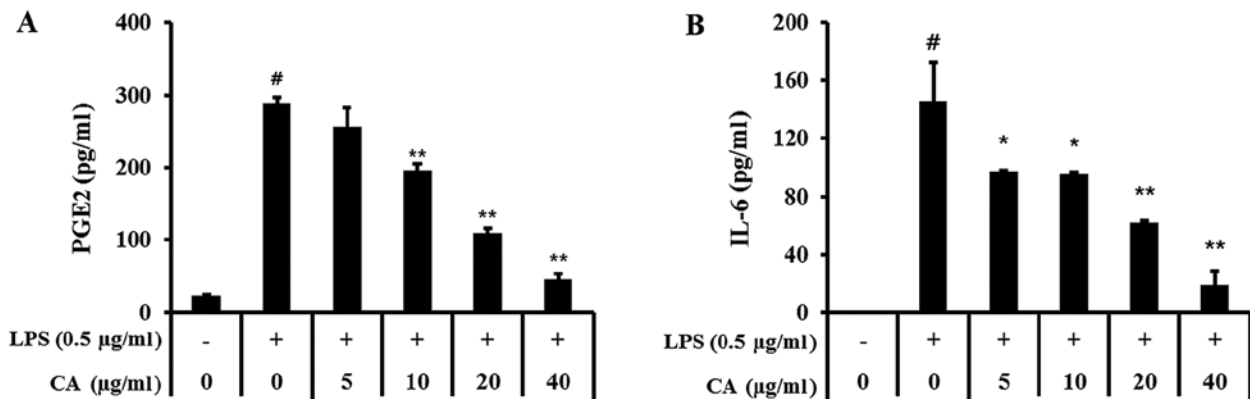 A
PGE2 (pg/ml)
400
300
200
100
0
#
**
**
**
LPS (0.5 µg/ml) - + + + + +
CA (µg/ml) 0 0 5 10 20 40
B
IL-6 (pg/ml)
200
160
120
80
40
0
#
*
*
**
**
LPS (0.5 µg/ml) - + + + + +
CA (µg/ml) 0 0 5 10 20 40